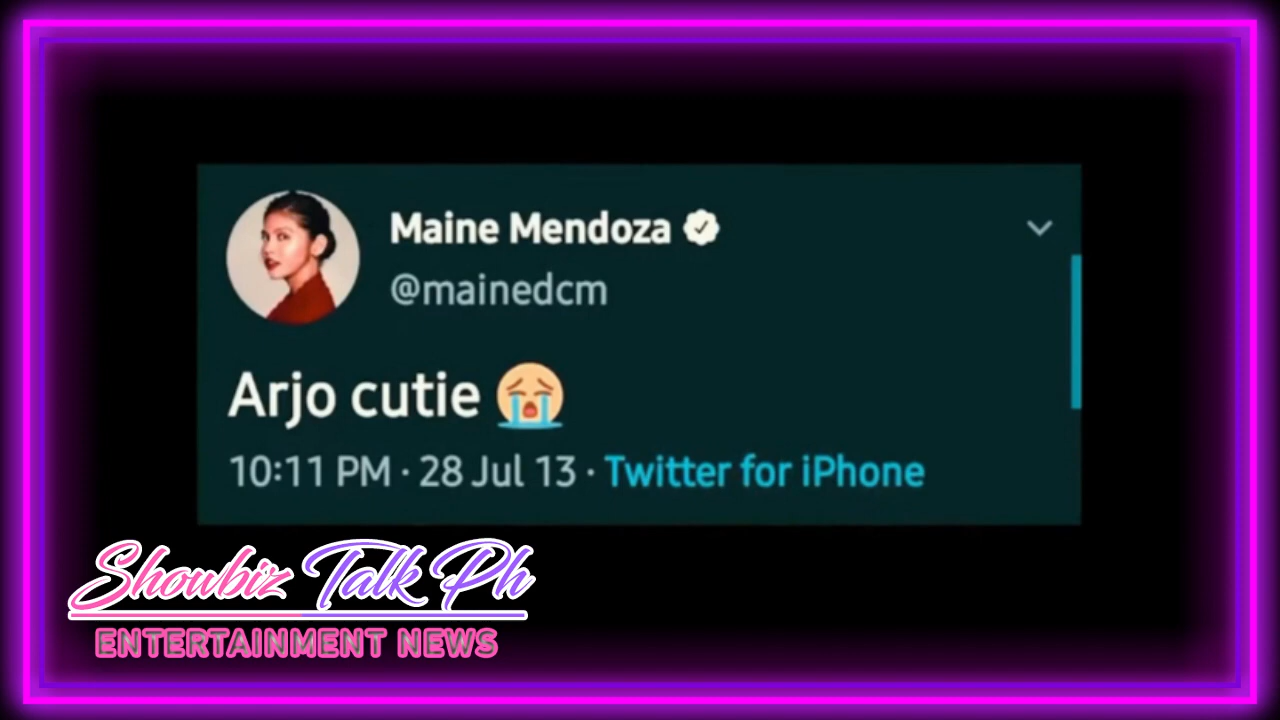 Maine Mendoza
@mainedcm
Arjo cutie 😭
10:11 PM · 28 Jul 13 · Twitter for iPhone
Showbiz Talk Ph
ENTERTAINMENT NEWS